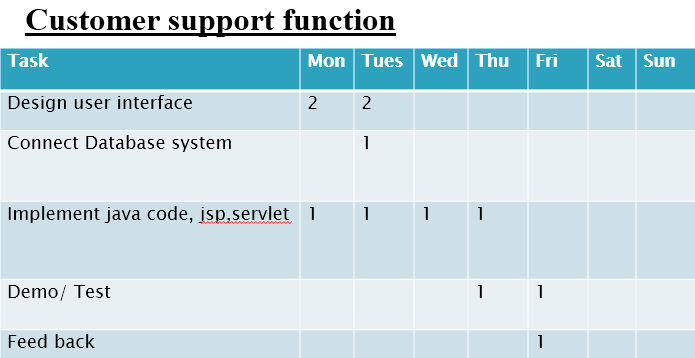 Customer support function
Task Mon Tues Wed Thu Fri Sat Sun
Design user interface 2 2
Connect Database system 1
Implement java code, jsp,servlet 1 1 1 1
Demo/ Test 1 1
Feed back 1